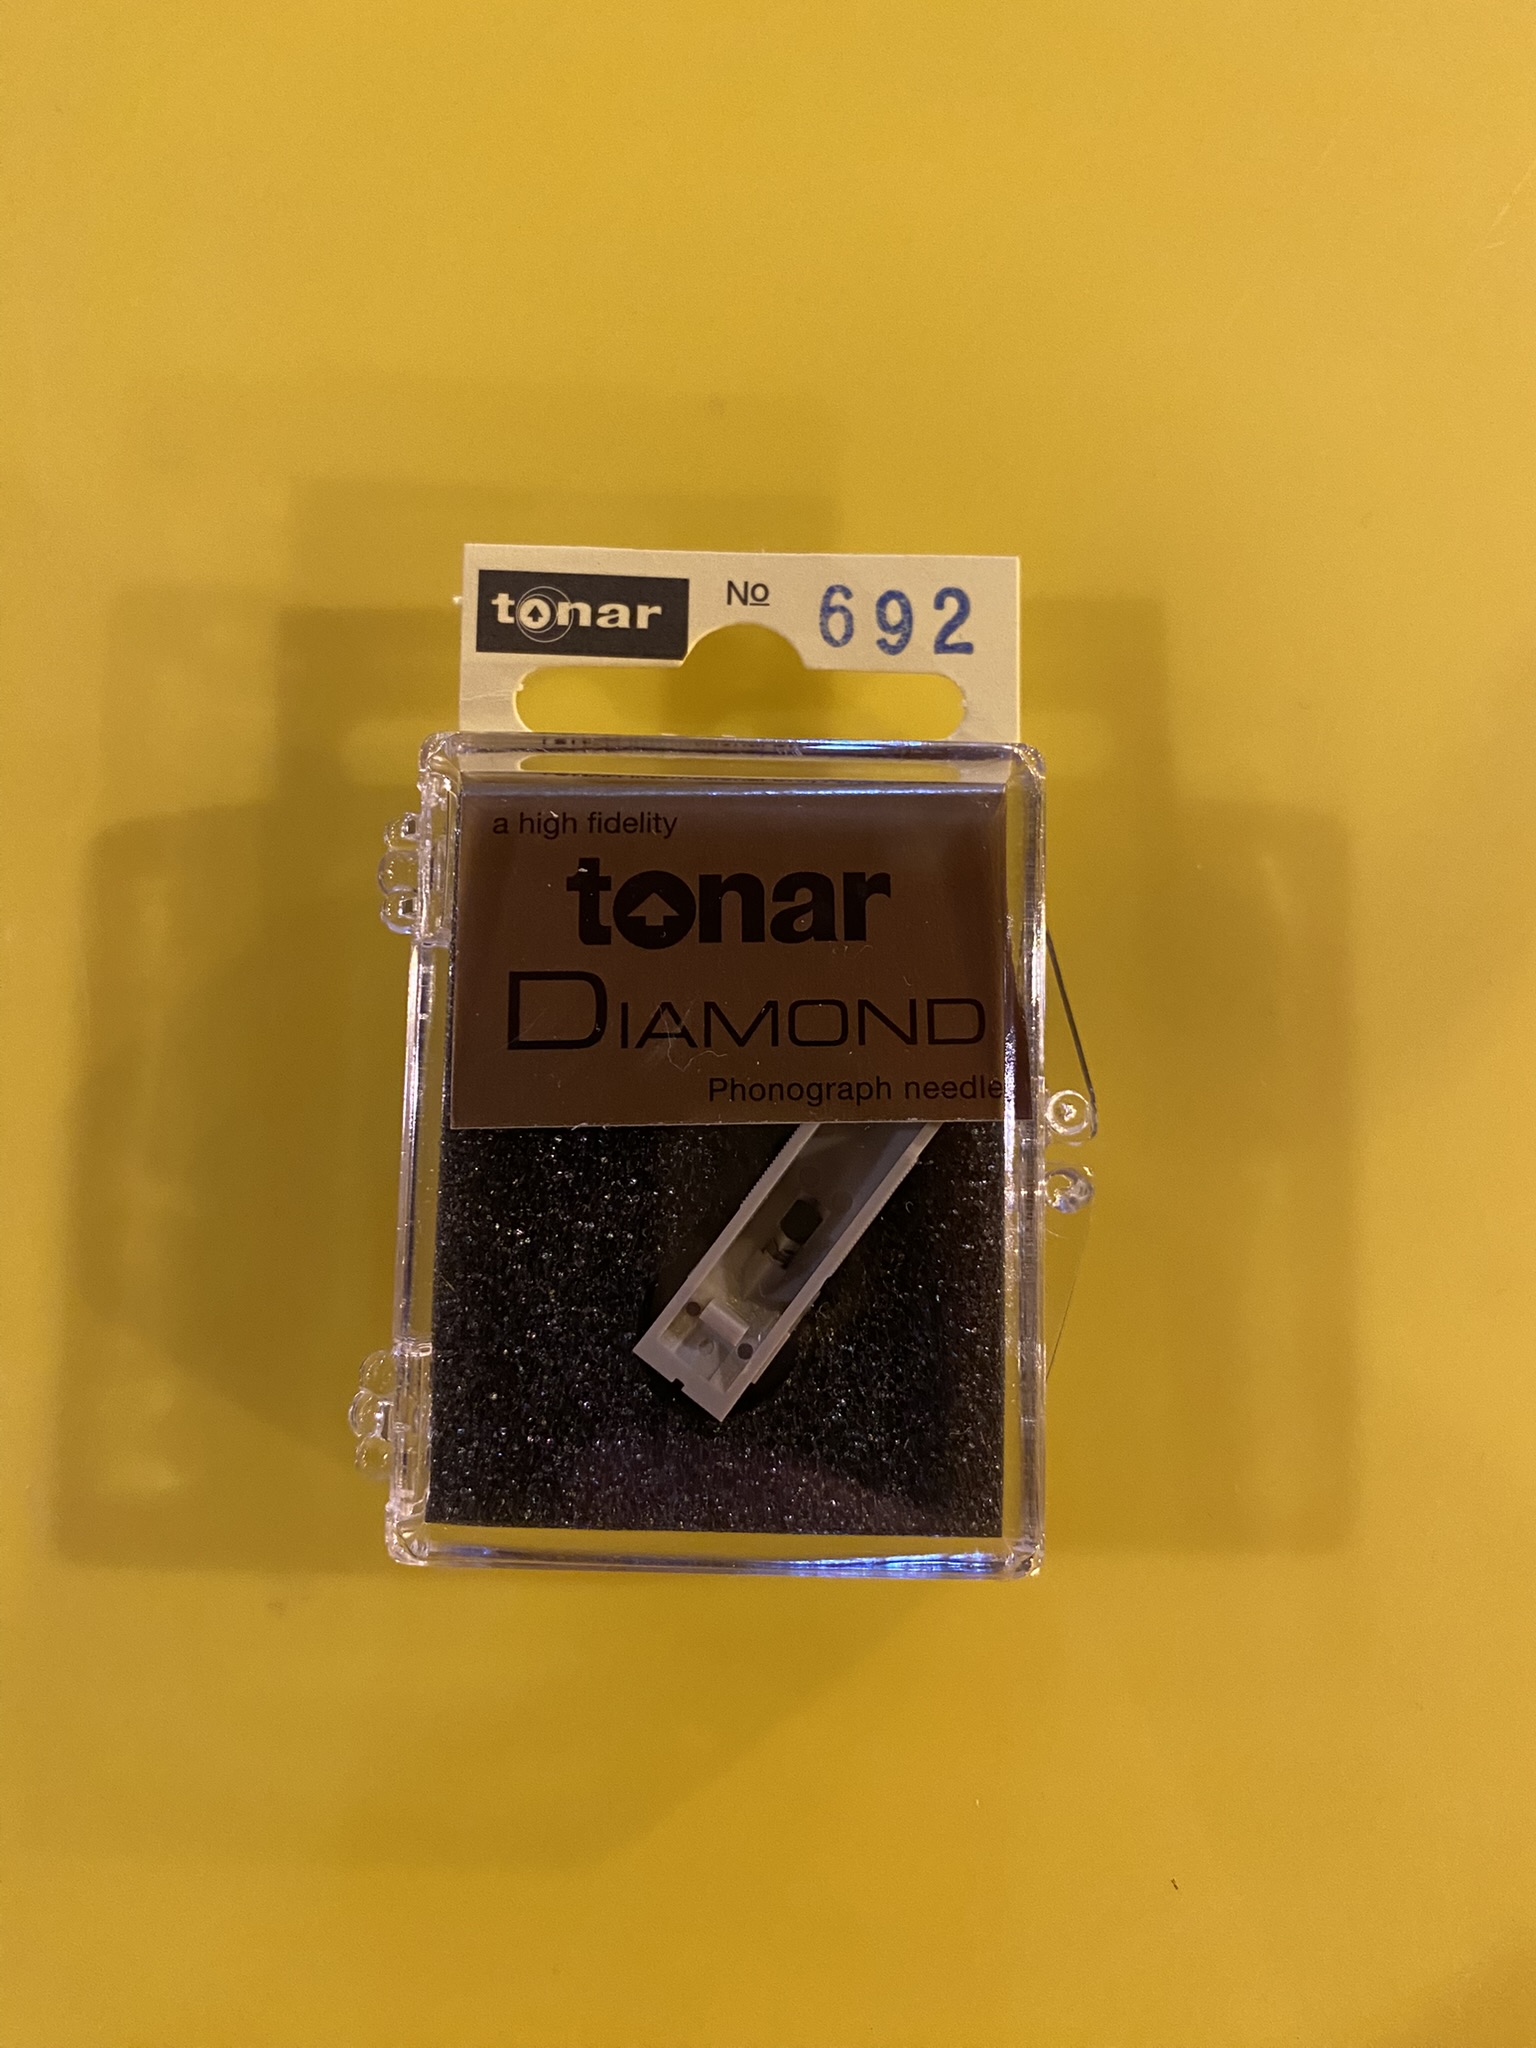 tonar № 692
a high fidelity
tonar
DIAMOND
Phonograph needle